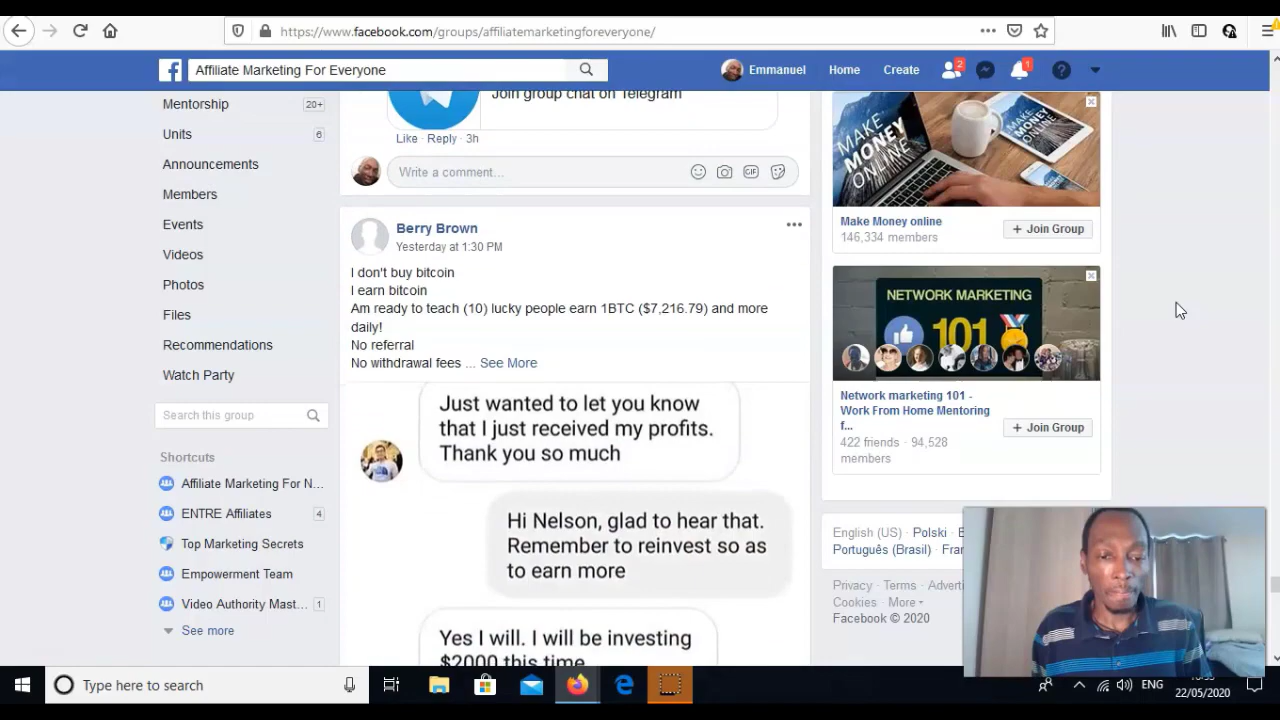 https://www.facebook.com/groups/affiliatemarketingforeveryone/
Affiliate Marketing For Everyone
Emmanuel
Home
Create
2
1
Mentorship
20+
Units
6
Announcements
Members
Events
Videos
Photos
Files
Recommendations
Watch Party
Search this group
Shortcuts
Affiliate Marketing For N...
ENTRE Affiliates
4
Top Marketing Secrets
Empowerment Team
Video Authority Mast...
1
See more
Join group chat on Telegram
Like · Reply · 3h
Write a comment...
GIF
Berry Brown
Yesterday at 1:30 PM
I don't buy bitcoin
I earn bitcoin
Am ready to teach (10) lucky people earn 1BTC ($7,216.79) and more
daily!
No referral
No withdrawal fees ... See More
Just wanted to let you know
that I just received my profits.
Thank you so much
Hi Nelson, glad to hear that.
Remember to reinvest so as
to earn more
Yes I will. I will be investing
$2000 this time
MAKE
MONEY
ONLINE
MAKE
MONEY
ONLINE
Make Money online
146,334 members
+ Join Group
NETWORK MARKETING
101
Network marketing 101 -
Work From Home Mentoring
f...
422 friends · 94,528
members
+ Join Group
English (US) · Polski ·
Português (Brasil) ·
Privacy · Terms ·
Cookies · More
Facebook © 2020
Type here to search
ENG
22/05/2020